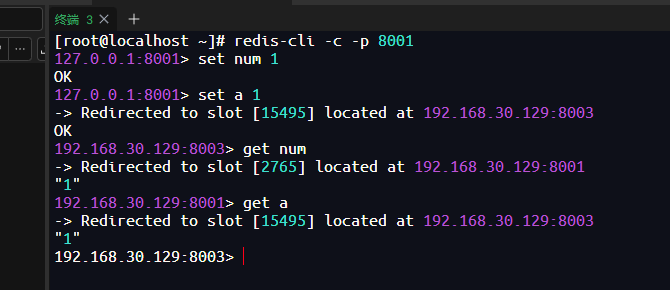 终端 3
[root@localhost ~]# redis-cli -c -p 8001
127.0.0.1:8001> set num 1
OK
127.0.0.1:8001> set a 1
-> Redirected to slot [15495] located at 192.168.30.129:8003
OK
192.168.30.129:8003> get num
-> Redirected to slot [2765] located at 192.168.30.129:8001
"1"
192.168.30.129:8001> get a
-> Redirected to slot [15495] located at 192.168.30.129:8003
"1"
192.168.30.129:8003>